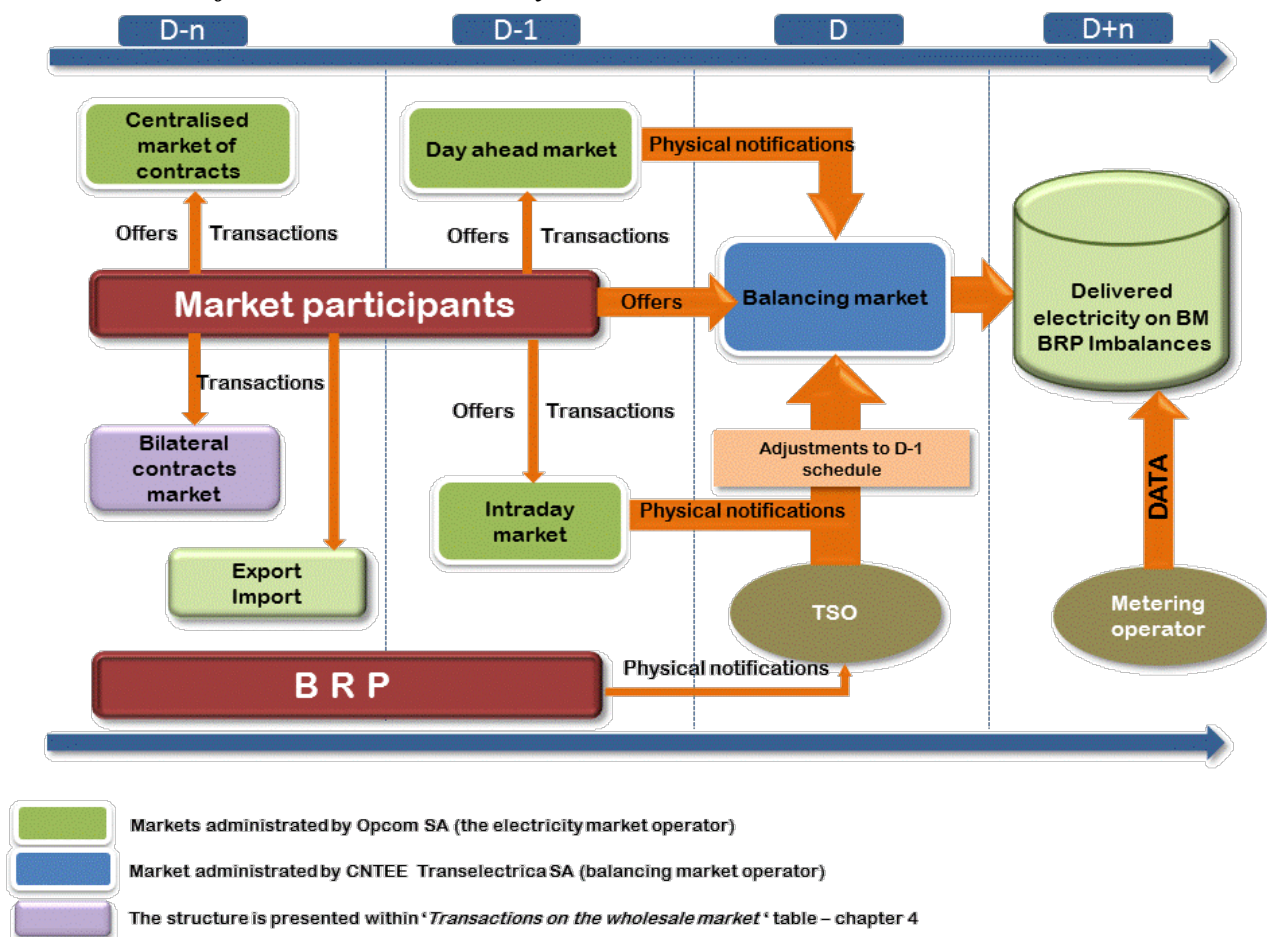 D-n
D-1
D
D+n
Centralised
market of
contracts
Day ahead market
Physical notifications
Offers
Transactions
Offers
Transactions
Market participants
Offers
Balancing market
Delivered
electricity on BM
BRP Imbalances
Transactions
Offers
Transactions
Bilateral
contracts
market
Adjustments to D-1
schedule
Intraday
market
Physical notifications
DATA
Export
Import
TSO
Metering
operator
B R P
Physical notifications
Markets administrated by Opcom SA (the electricity market operator)
Market administrated by CNTEE Transelectrica SA (balancing market operator)
The structure is presented within ‘Transactions on the wholesale market ‘ table – chapter 4